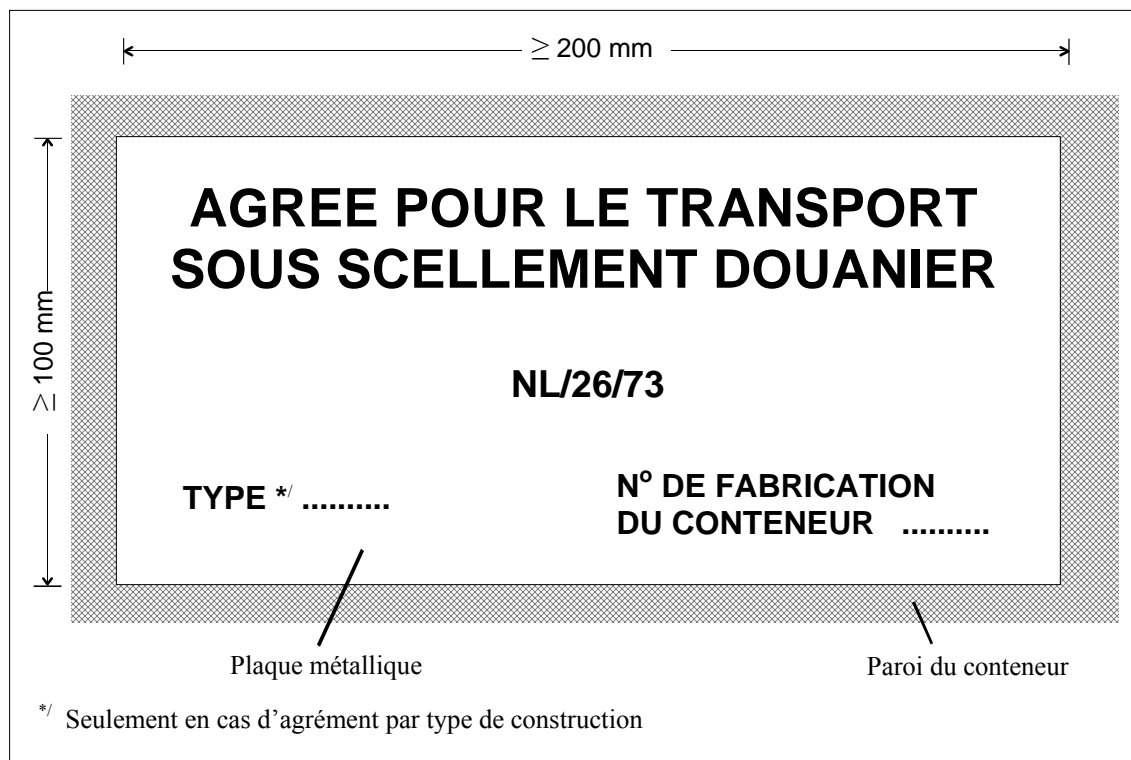 ≥ 200 mm
≥ 100 mm
AGREE POUR LE TRANSPORT
SOUS SCELLEMENT DOUANIER
NL/26/73
TYPE */ ..........
Nº DE FABRICATION
DU CONTENEUR ..........
Plaque métallique
Paroi du conteneur
*/ Seulement en cas d’agrément par type de construction